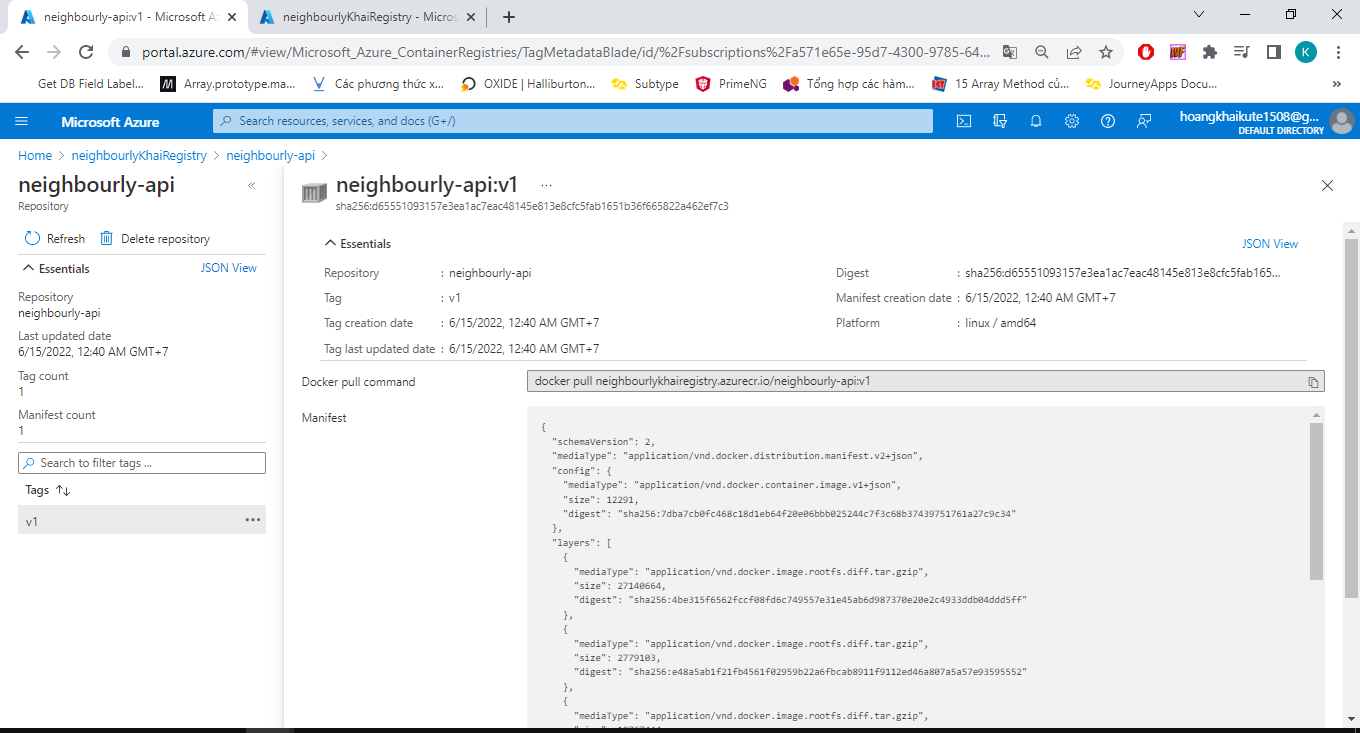 neighbourly-api:v1 - Microsoft A
neighbourlyKhaiRegistry - Micros
portal.azure.com/#view/Microsoft_Azure_ContainerRegistries/TagMetadataBlade/id/%2Fsubscriptions%2Fa571e65e-95d7-4300-9785-64...
K
Get DB Field Label...
Array.prototype.ma...
Các phương thức x...
OXIDE | Halliburton...
Subtype
PrimeNG
Tổng hợp các hàm...
15 Array Method củ...
JourneyApps Docu...
»
Microsoft Azure
Search resources, services, and docs (G+/)
hoangkhaikute1508@g...
DEFAULT DIRECTORY
Home > neighbourlyKhaiRegistry > neighbourly-api >
neighbourly-api
«
Repository
Refresh
Delete repository
Essentials
JSON View
Repository
neighbourly-api
Last updated date
6/15/2022, 12:40 AM GMT+7
Tag count
1
Manifest count
1
Search to filter tags ...
Tags
v1
...
neighbourly-api:v1 ...
sha256:d65551093157e3ea1ac7eac48145e813e8cfc5fab1651b36f665822a462ef7c3
Essentials
JSON View
Repository : neighbourly-api
Digest : sha256:d65551093157e3ea1ac7eac48145e813e8cfc5fab165...
Tag : v1
Manifest creation date : 6/15/2022, 12:40 AM GMT+7
Tag creation date : 6/15/2022, 12:40 AM GMT+7
Platform : linux / amd64
Tag last updated date : 6/15/2022, 12:40 AM GMT+7
Docker pull command
docker pull neighbourlykhairegistry.azurecr.io/neighbourly-api:v1
Manifest
{
"schemaVersion": 2,
"mediaType": "application/vnd.docker.distribution.manifest.v2+json",
"config": {
"mediaType": "application/vnd.docker.container.image.v1+json",
"size": 12291,
"digest": "sha256:7dba7cb0fc468c18d1eb64f20e06bbb025244c7f3c68b37439751761a27c9c34"
},
"layers": [
{
"mediaType": "application/vnd.docker.image.rootfs.diff.tar.gzip",
"size": 27140664,
"digest": "sha256:4be315f6562fccf08fd6c749557e31e45ab6d987370e20e2c4933ddb04ddd5ff"
},
{
"mediaType": "application/vnd.docker.image.rootfs.diff.tar.gzip",
"size": 2779103,
"digest": "sha256:e48a5ab1f21fb4561f02959b22a6fbcab8911f9112ed46a807a5a57e93595552"
},
{
"mediaType": "application/vnd.docker.image.rootfs.diff.tar.gzip",